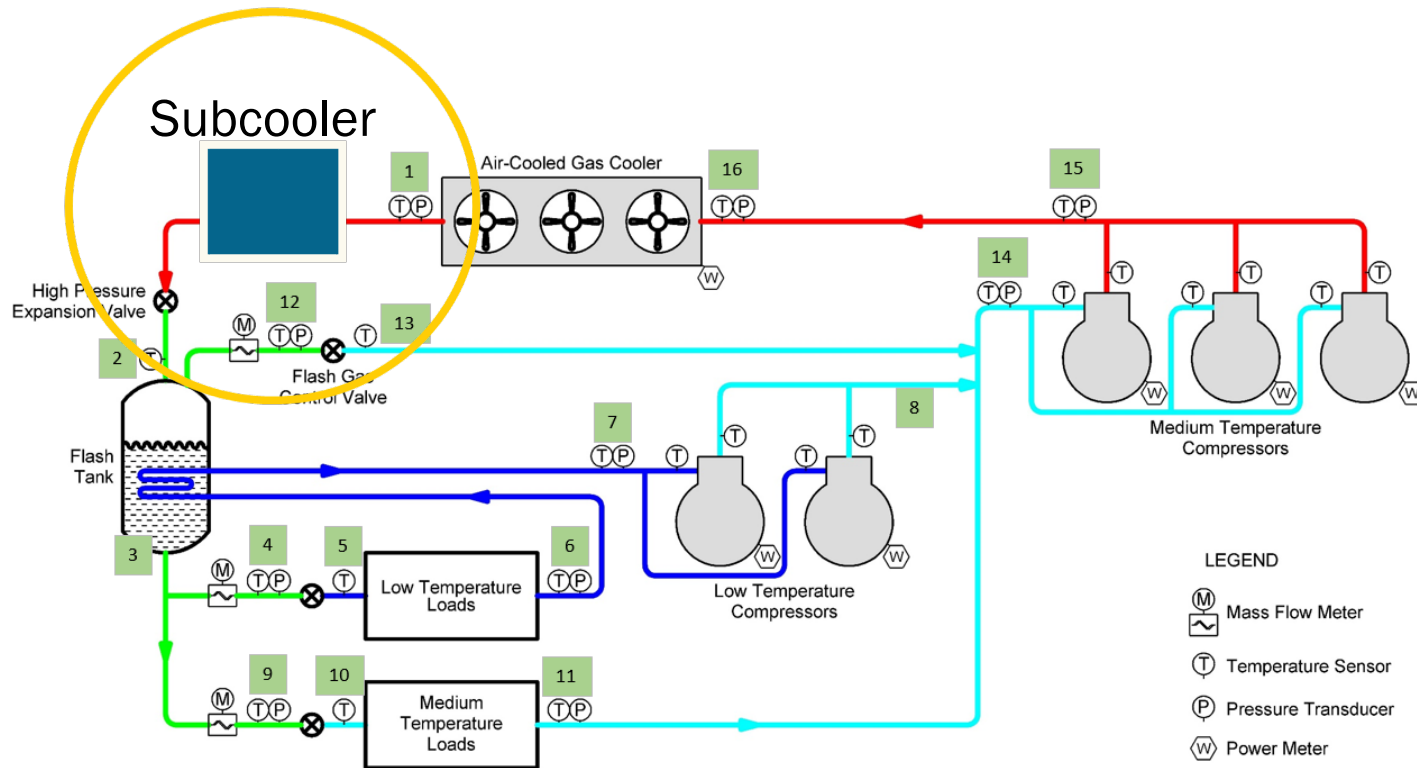 Subcooler
1
Air-Cooled Gas Cooler
16
15
T P
T P
T P
W
14
T P
T
T
T
T
T
T
High Pressure
Expansion Valve
12
M
T P
13
T
2
T
Flash Gas
Control Valve
W
W
W
Medium Temperature
Compressors
8
7
T P
T
T
T
T
Flash
Tank
W
W
Low Temperature
Compressors
3
4
5
6
M
T P
T
T P
Low Temperature
Loads
9
10
11
M
T P
T
T P
Medium
Temperature
Loads
LEGEND
M Mass Flow Meter
T Temperature Sensor
P Pressure Transducer
W Power Meter